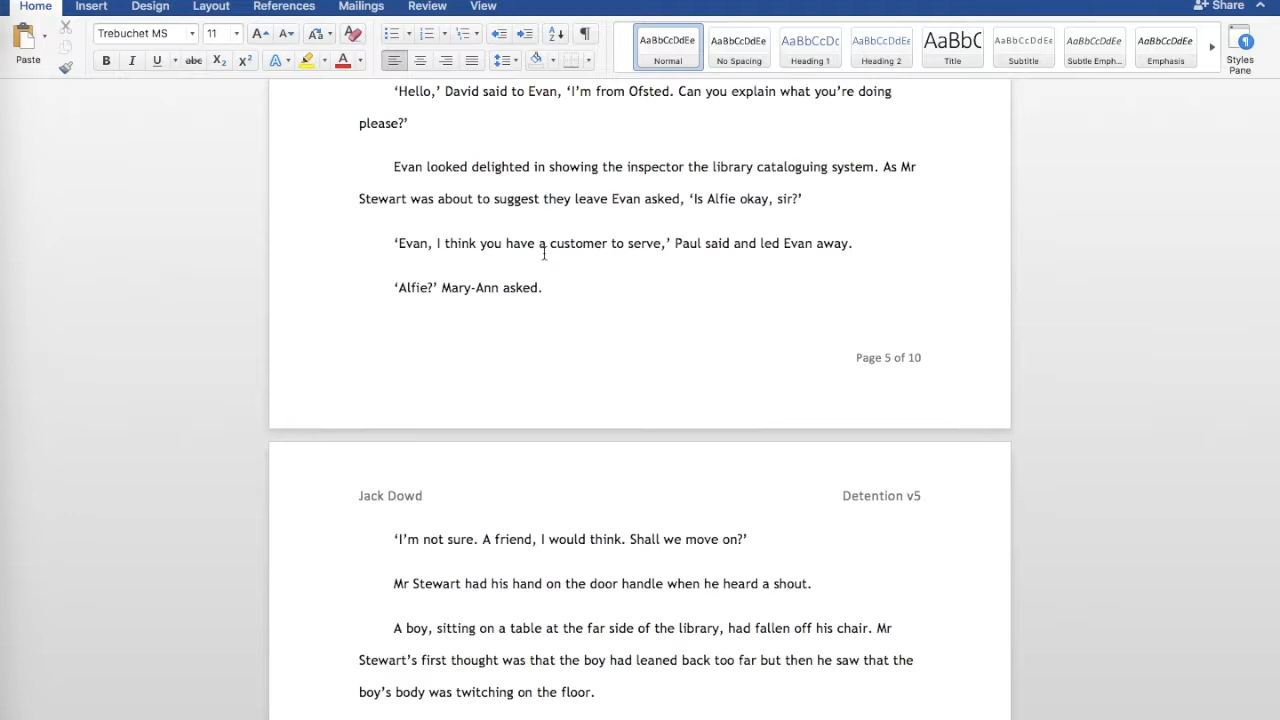 Home Insert Design Layout References Mailings Review View Share
Trebuchet MS 11
Paste
AaBbCcDdEe AaBbCcDdEe AaBbCcDc AaBbCcDdEe AaBbC AaBbCcDdEe AaBbCcDdEe AaBbCcDdEe
Normal No Spacing Heading 1 Heading 2 Title Subtitle Subtle Emph... Emphasis Styles Pane
‘Hello,’ David said to Evan, ‘I’m from Ofsted. Can you explain what you’re doing
please?’
Evan looked delighted in showing the inspector the library cataloguing system. As Mr
Stewart was about to suggest they leave Evan asked, ‘Is Alfie okay, sir?’
‘Evan, I think you have a customer to serve,’ Paul said and led Evan away.
‘Alfie?’ Mary-Ann asked.
Page 5 of 10
Jack Dowd Detention v5
‘I’m not sure. A friend, I would think. Shall we move on?’
Mr Stewart had his hand on the door handle when he heard a shout.
A boy, sitting on a table at the far side of the library, had fallen off his chair. Mr
Stewart’s first thought was that the boy had leaned back too far but then he saw that the
boy’s body was twitching on the floor.